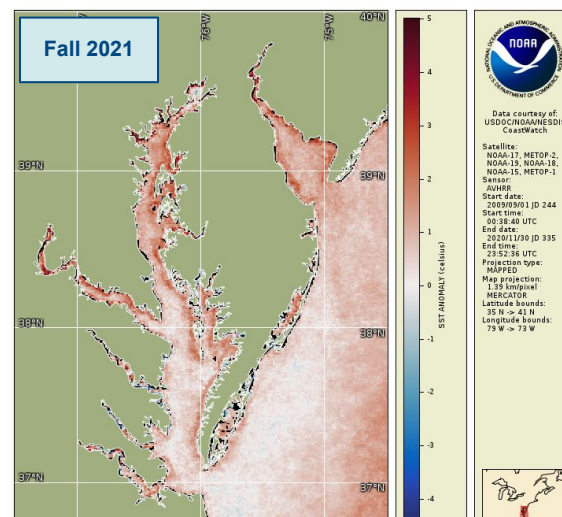 Fall 2021
76°W
75°W
40°N
39°N
39°N
38°N
38°N
37°N
37°N
5
4
3
2
1
0
-1
-2
-3
-4
SST ANOMALY (celsius)
NATIONAL OCEANIC AND ATMOSPHERIC ADMINISTRATION
NOAA
U.S. DEPARTMENT OF COMMERCE
Data courtesy of:
USDOC/NOAA/NESDIS
CoastWatch
Satellite:
NOAA-17, METOP-2,
NOAA-19, NOAA-18,
NOAA-15, METOP-1
Sensor:
AVHRR
Start date:
2009/09/01 JD 244
Start time:
00:38:40 UTC
End date:
2020/11/30 JD 335
End time:
23:52:36 UTC
Projection type:
MAPPED
Map projection:
1.39 km/pixel
MERCATOR
Latitude bounds:
35 N -> 41 N
Longitude bounds:
79 W -> 73 W